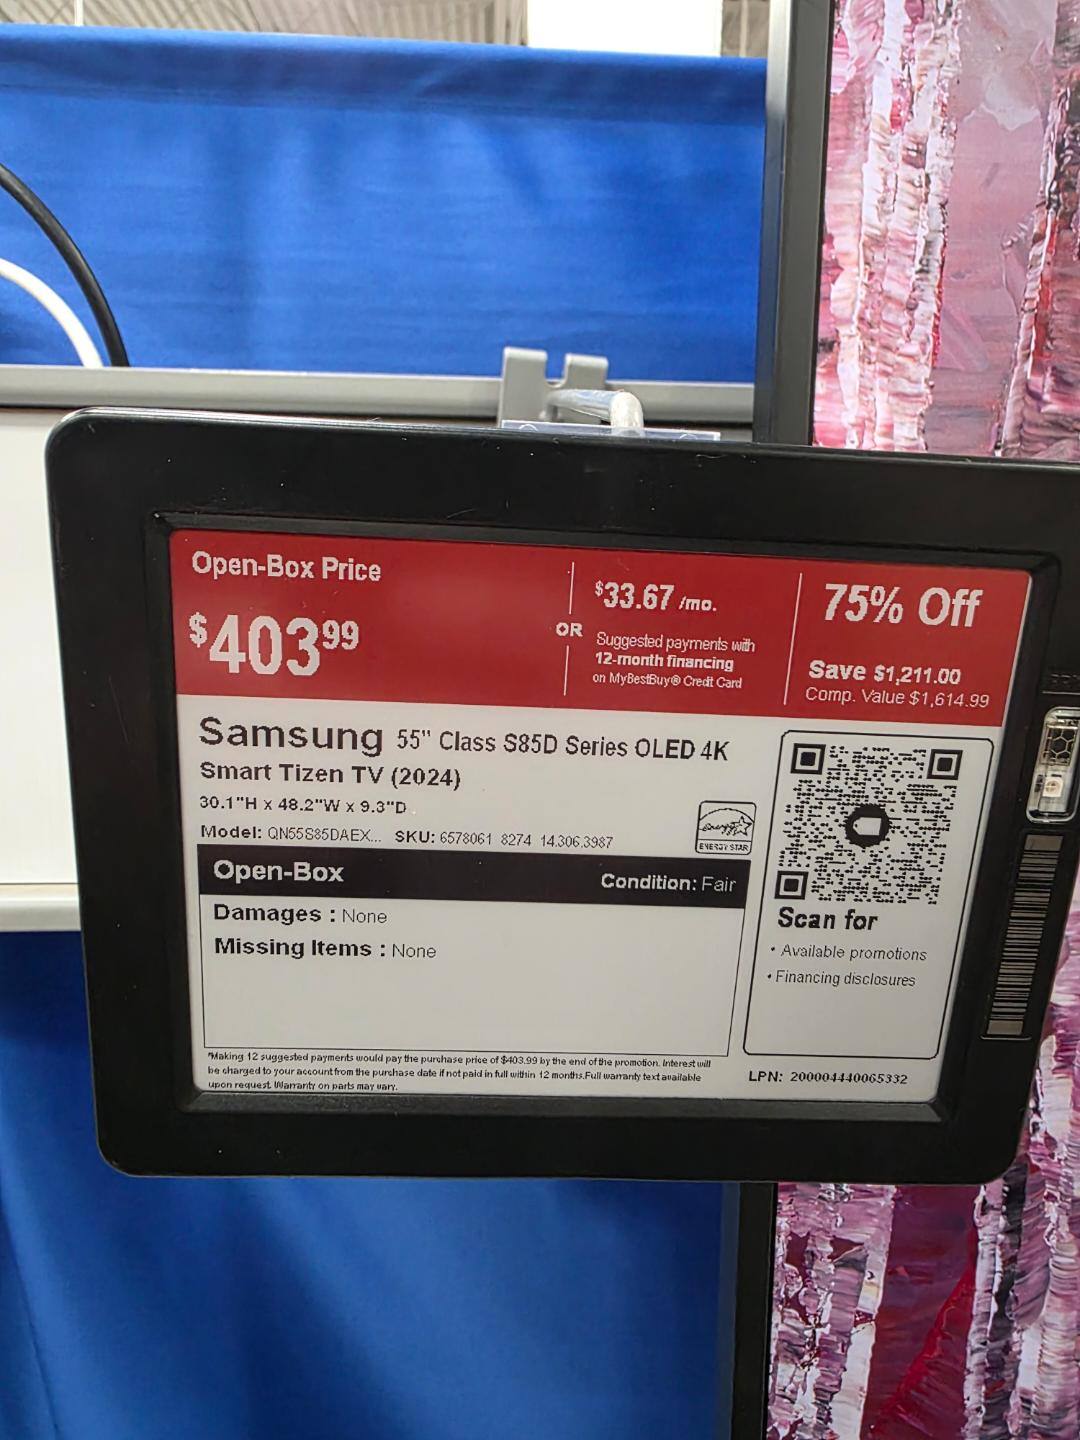 Open-Box Price
$403.99
OR
$33.67 /mo.
Suggested payments with
12-month financing
on MyBestBuy® Credit Card
75% Off
Save $1,211.00
Comp. Value $1,614.99
Samsung 55" Class S85D Series OLED 4K
Smart Tizen TV (2024)
30.1"H x 48.2"W x 9.3"D
Model: QN55S85DAEX... SKU: 6578061 8274 14.306.3987
ENERGY STAR
Open-Box
Condition: Fair
Damages : None
Missing Items : None
Scan for
• Available promotions
• Financing disclosures
*Making 12 suggested payments would pay the purchase price of $403.99 by the end of the promotion. Interest will
be charged to your account from the purchase date if not paid in full within 12 months.Full warranty text available
upon request. Warranty on parts may vary.
LPN: 200004440065332